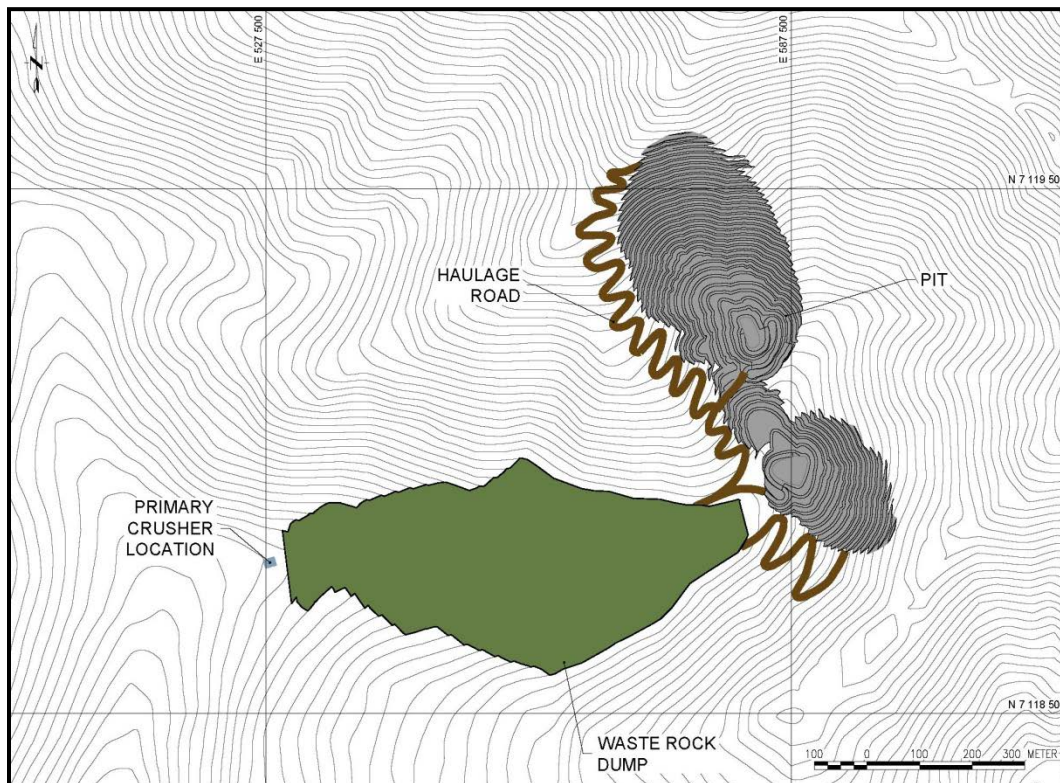 E 527 500
E 587 500
N 7 119 50
HAULAGE
ROAD
PIT
PRIMARY
CRUSHER
LOCATION
N 7 118 50
WASTE ROCK
DUMP
100 0 100 200 300 METER